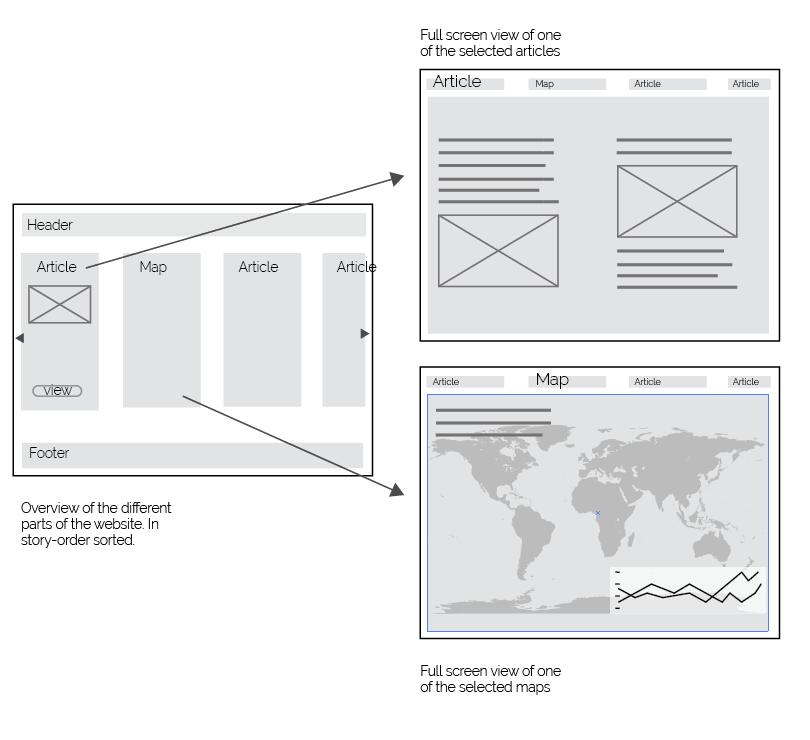 Full screen view of one
of the selected articles
Article Map Article Article
Header
Article Map Article Article
view
Footer
Overview of the different
parts of the website. In
story-order sorted.
Article Map Article Article
Full screen view of one
of the selected maps